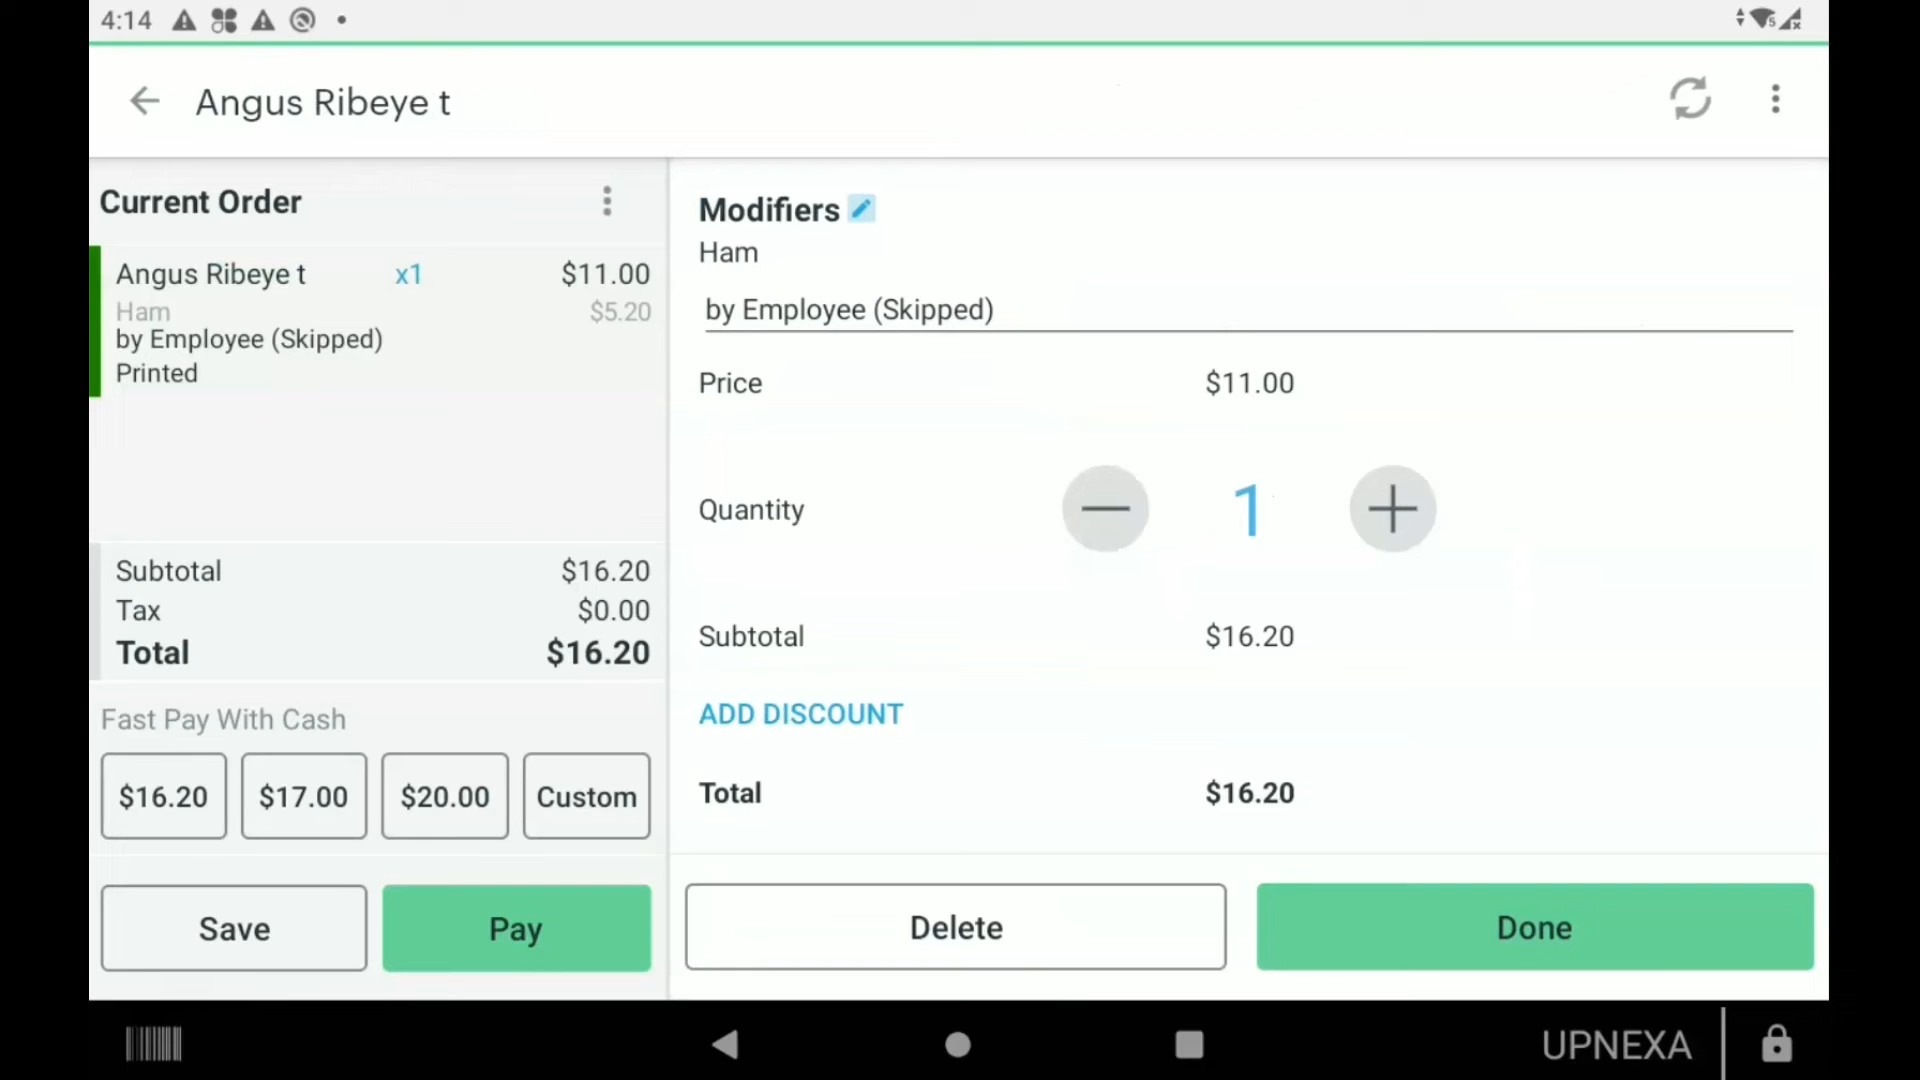 4:14
Angus Ribeye t
Current Order
Angus Ribeye t x1 $11.00
Ham $5.20
by Employee (Skipped)
Printed
Subtotal $16.20
Tax $0.00
Total $16.20
Fast Pay With Cash
$16.20 $17.00 $20.00 Custom
Save Pay
Modifiers
Ham
by Employee (Skipped)
Price $11.00
Quantity 1
Subtotal $16.20
ADD DISCOUNT
Total $16.20
Delete Done
UPNEXA